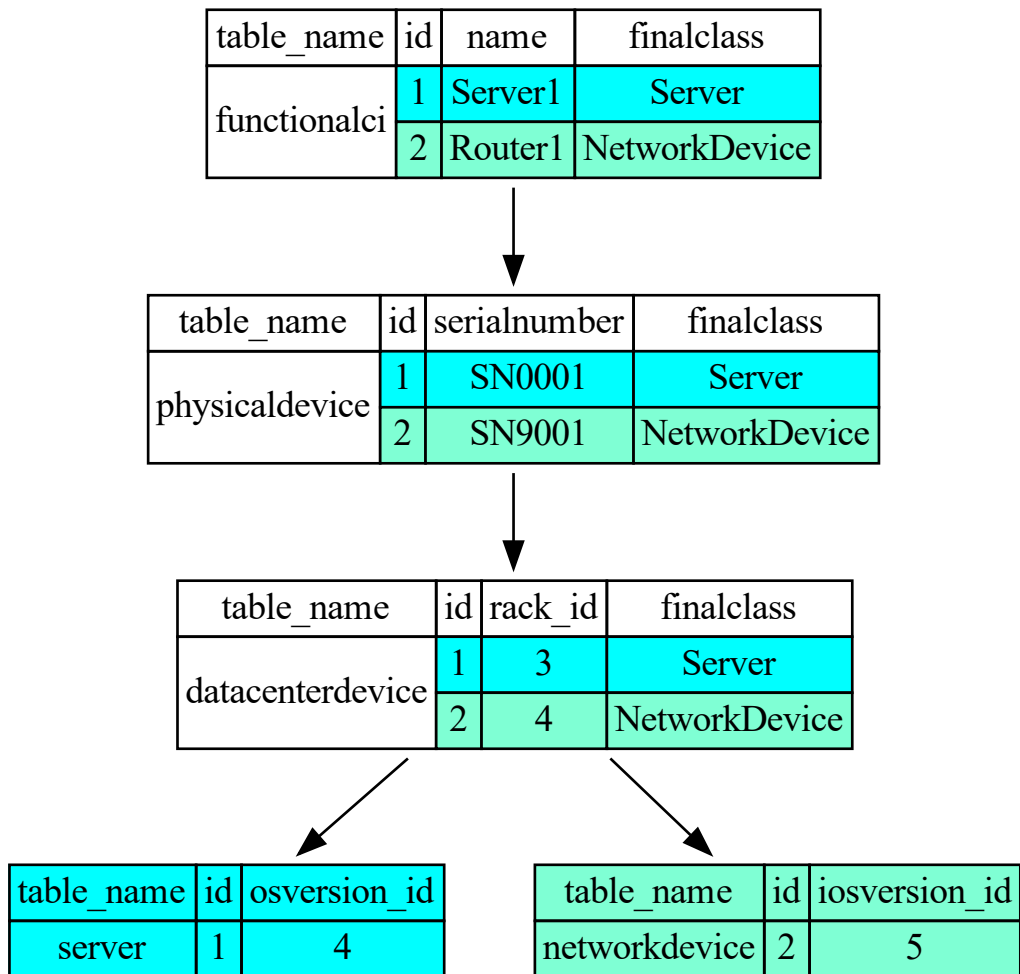 table_name id name finalclass
functionalci 1 Server1 Server
2 Router1 NetworkDevice
table_name id serialnumber finalclass
physicaldevice 1 SN0001 Server
2 SN9001 NetworkDevice
table_name id rack_id finalclass
datacenterdevice 1 3 Server
2 4 NetworkDevice
table_name id osversion_id
server 1 4
table_name id iosversion_id
networkdevice 2 5